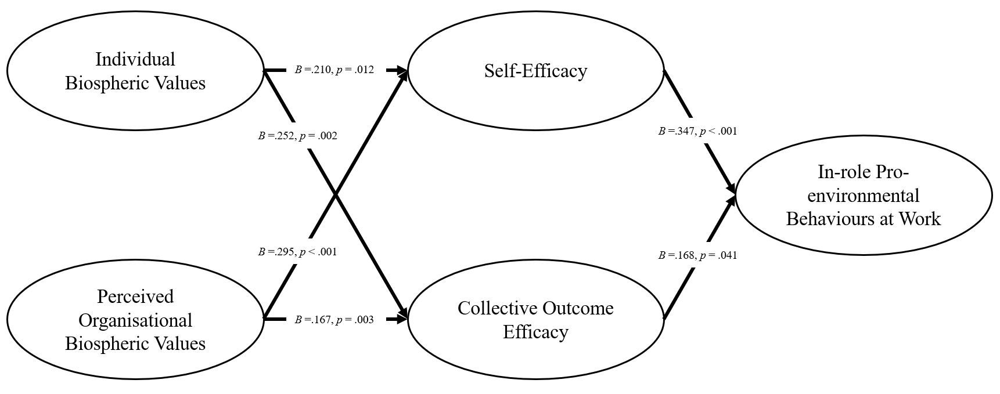 Individual
Biospheric Values
B =.210, p = .012
Self-Efficacy
B =.252, p = .002
B =.347, p < .001
In-role Pro-
environmental
Behaviours at Work
B =.295, p < .001
B =.168, p = .041
Perceived
Organisational
Biospheric Values
B =.167, p = .003
Collective Outcome
Efficacy